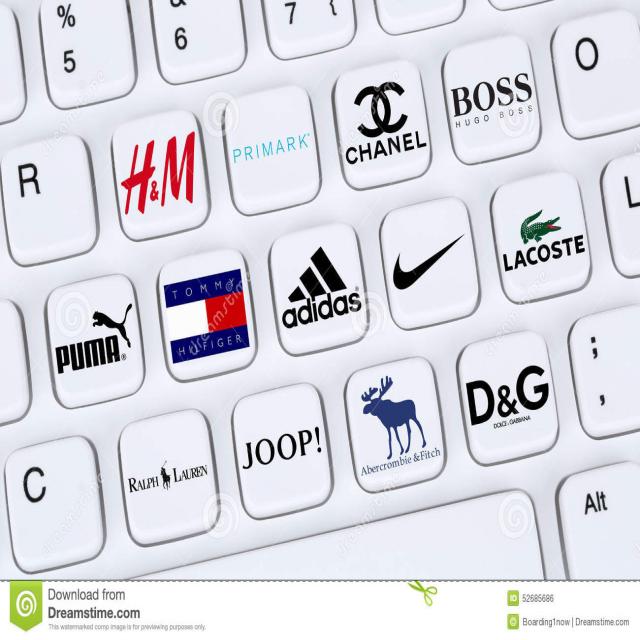 %
5
&
6
7 {
R
H&M
PRIMARK
CHANEL
BOSS
HUGO BOSS
O
PUMA®
TOMMY
HILFIGER
adidas
LACOSTE
L
C
RALPH LAUREN
JOOP!
Abercrombie & Fitch
D&G
DOLCE & GABBANA
;
,
Alt
Download from
Dreamstime.com
This watermarked comp image is for previewing purposes only.
52685686
Boarding1now | Dreamstime.com